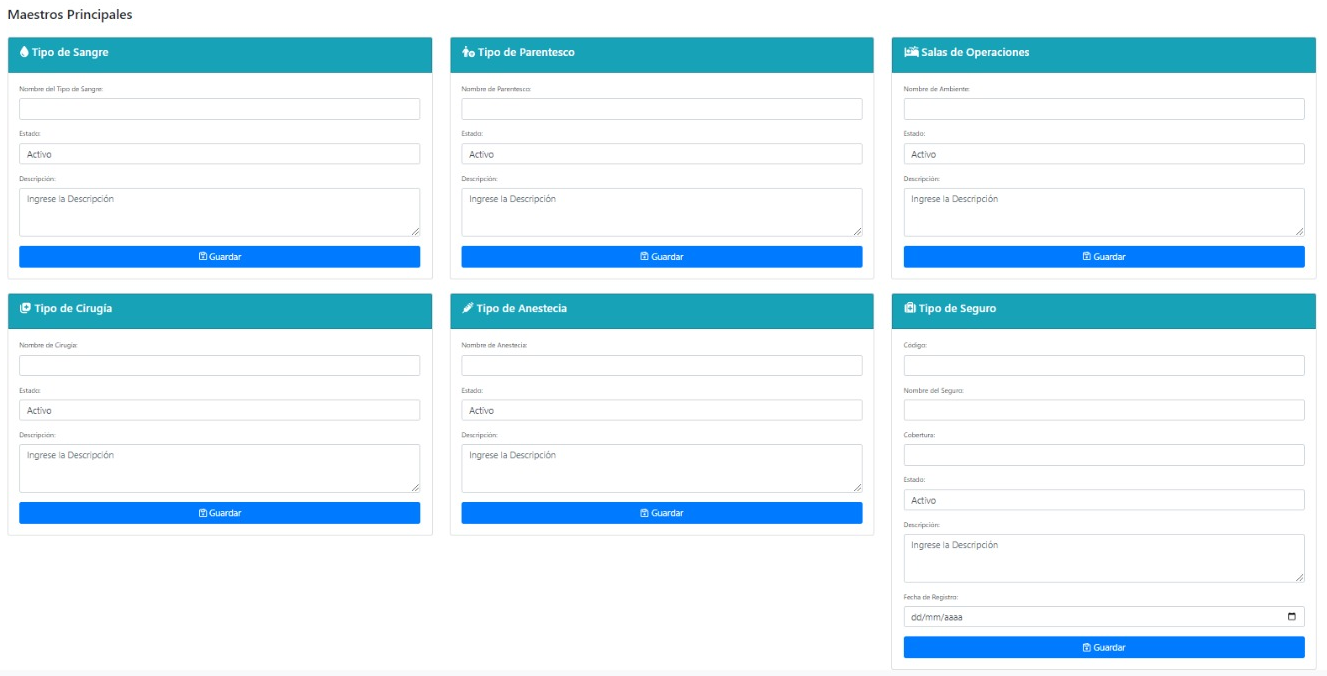 Maestros Principales
Tipo de Sangre
Nombre del Tipo de Sangre:
Estado:
Activo
Descripción:
Ingrese la Descripción
Guardar
Tipo de Parentesco
Nombre de Parentesco:
Estado:
Activo
Descripción:
Ingrese la Descripción
Guardar
Salas de Operaciones
Nombre de Ambiente:
Estado:
Activo
Descripción:
Ingrese la Descripción
Guardar
Tipo de Cirugía
Nombre de Cirugia:
Estado:
Activo
Descripción:
Ingrese la Descripción
Guardar
Tipo de Anestecia
Nombre de Anestecia:
Estado:
Activo
Descripción:
Ingrese la Descripción
Guardar
Tipo de Seguro
Código:
Nombre del Seguro:
Cobertura:
Estado:
Activo
Descripción:
Ingrese la Descripción
Fecha de Registro:
dd/mm/aaaa
Guardar